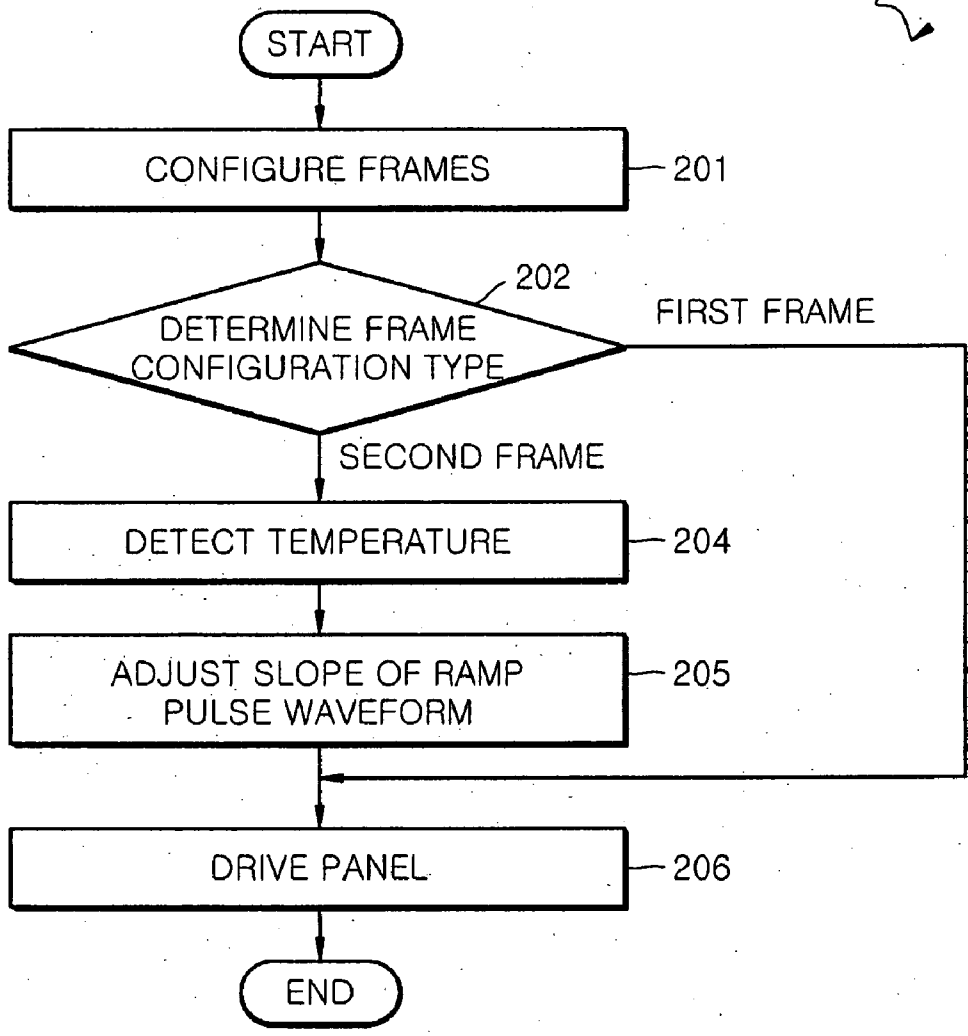 START
CONFIGURE FRAMES
201
202
FIRST FRAME
DETERMINE FRAME
CONFIGURATION TYPE
SECOND FRAME
DETECT TEMPERATURE
204
ADJUST SLOPE OF RAMP
PULSE WAVEFORM
205
DRIVE PANEL
206
END